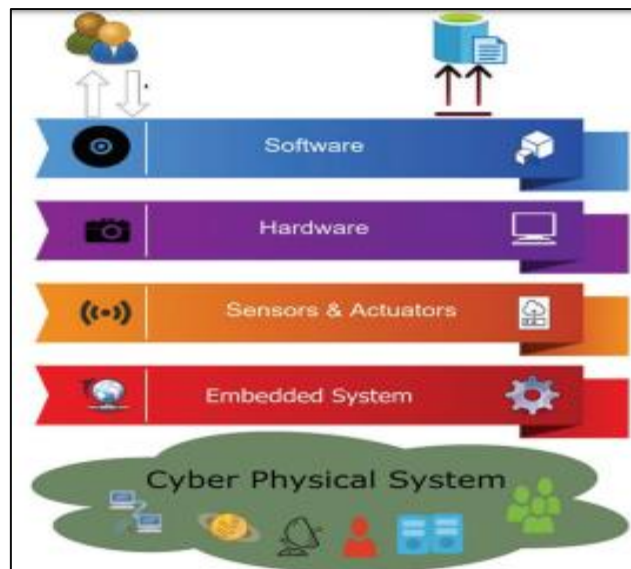 Software
Hardware
Sensors & Actuators
Embedded System
Cyber Physical System